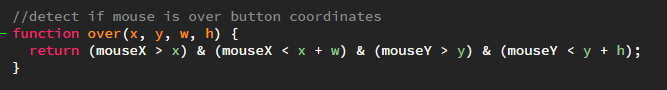 //detect if mouse is over button coordinates
function over(x, y, w, h) {
  return (mouseX > x) & (mouseX < x + w) & (mouseY > y) & (mouseY < y + h);
}